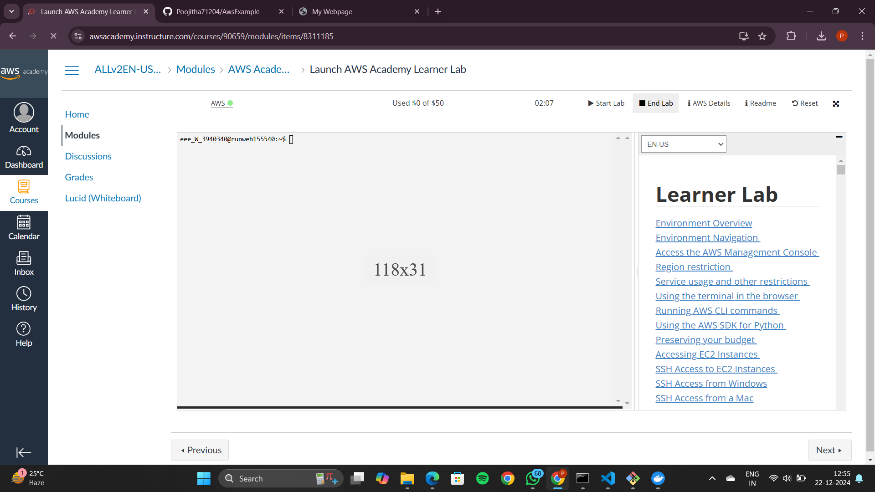 Launch AWS Academy Learner
Poojitha71204/AwsExample
My Webpage
awsacademy.instructure.com/courses/90659/modules/items/8311185
aws academy
Account
Dashboard
Courses
Calendar
Inbox
History
Help
ALLv2EN-US... > Modules > AWS Acade... > Launch AWS Academy Learner Lab
Home
Modules
Discussions
Grades
Lucid (Whiteboard)
AWS
Used $0 of $50
02:07
Start Lab
End Lab
AWS Details
Readme
Reset
118x31
EN US
Learner Lab
Environment Overview
Environment Navigation
Access the AWS Management Console
Region restriction
Service usage and other restrictions
Using the terminal in the browser
Running AWS CLI commands
Using the AWS SDK for Python
Preserving your budget
Accessing EC2 Instances
SSH Access to EC2 Instances
SSH Access from Windows
SSH Access from a Mac
Previous
Next
1
25°C
Haze
Search
60
ENG
IN
12:55
22-12-2024